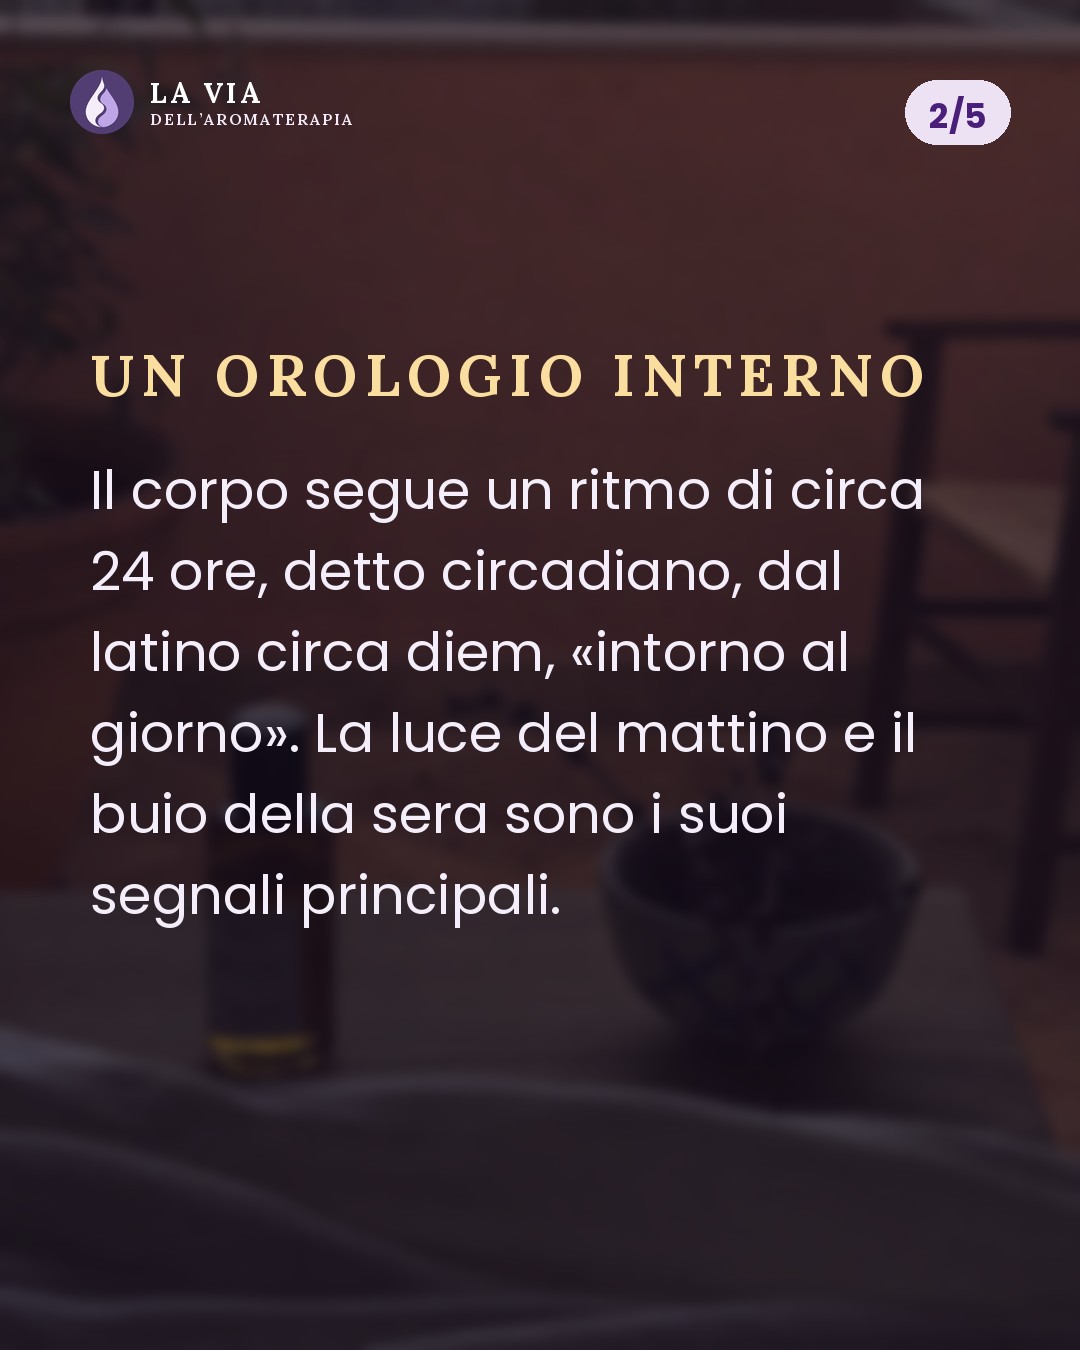 LA VIA
DELL'AROMATERAPIA
2/5
UN OROLOGIO INTERNO
Il corpo segue un ritmo di circa
24 ore, detto circadiano, dal
latino circa diem, «intorno al
giorno». La luce del mattino e il
buio della sera sono i suoi
segnali principali.